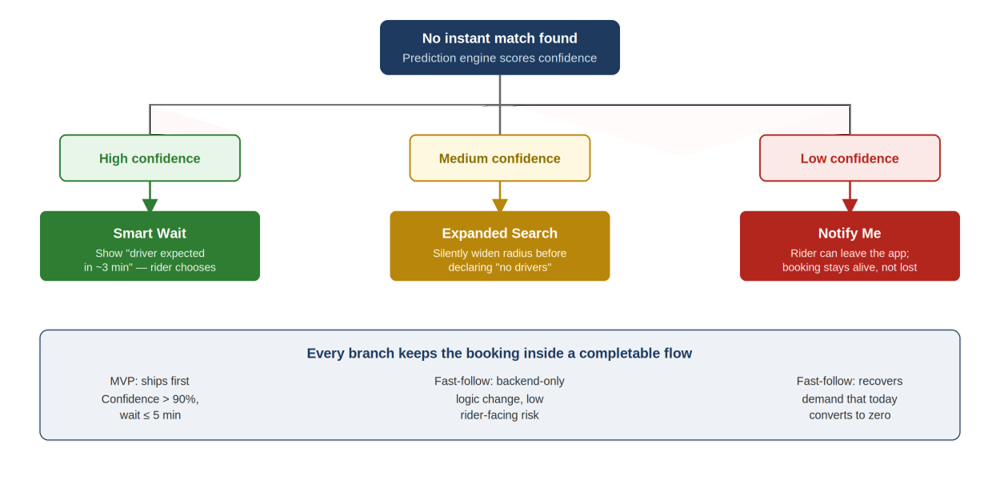 No instant match found
Prediction engine scores confidence
High confidence
Medium confidence
Low confidence
Smart Wait
Show "driver expected
in ~3 min" — rider chooses
Expanded Search
Silently widen radius before
declaring "no drivers"
Notify Me
Rider can leave the app;
booking stays alive, not lost
Every branch keeps the booking inside a completable flow
MVP: ships first
Confidence > 90%,
wait ≤ 5 min
Fast-follow: backend-only
logic change, low
rider-facing risk
Fast-follow: recovers
demand that today
converts to zero